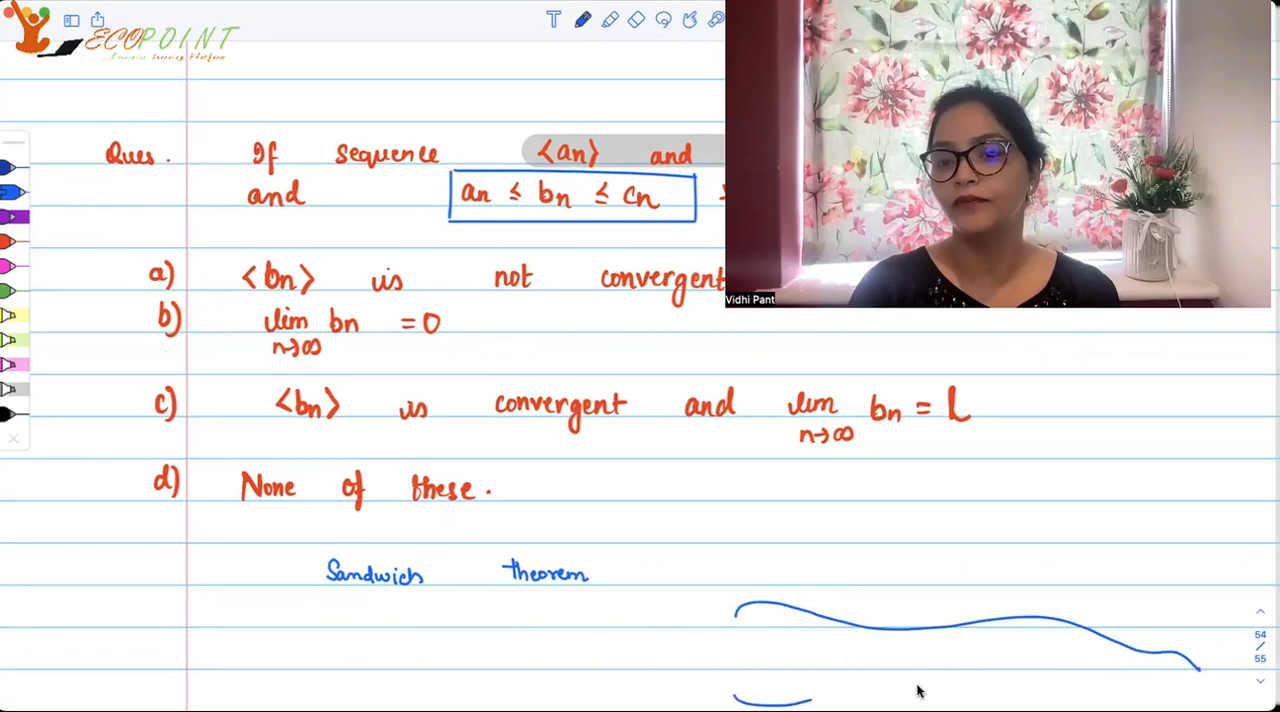 ECOPOINT
Ques. If sequence <an> and
and an ≤ bn ≤ cn
a) <bn> is not convergent
b) lim bn = 0
n→∞
c) <bn> is convergent and lim bn = L
n→∞
d) None of these.
Sandwich theorem
Vidhi Pant
54
/
55